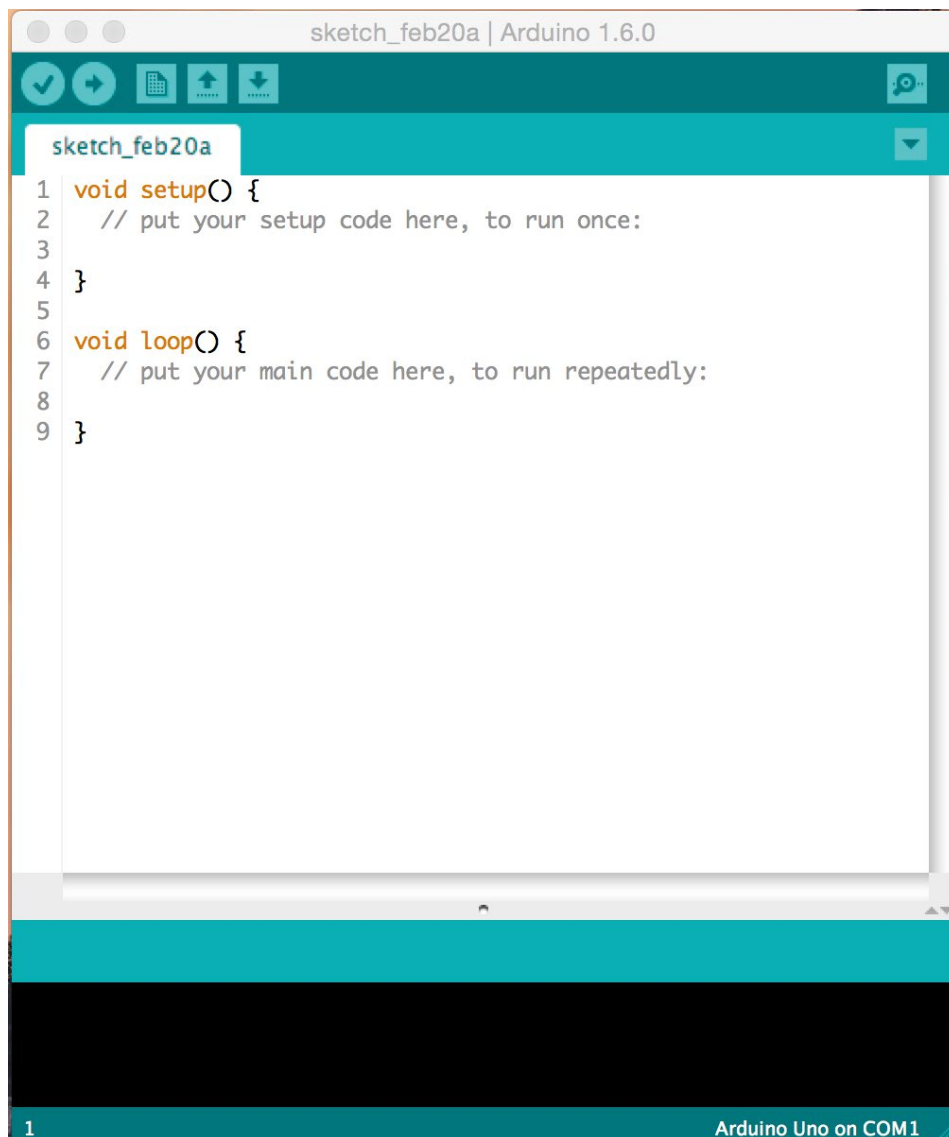 sketch_feb20a | Arduino 1.6.0
sketch_feb20a
1 void setup() {
2   // put your setup code here, to run once:
3
4 }
5
6 void loop() {
7   // put your main code here, to run repeatedly:
8
9 }
1 Arduino Uno on COM1